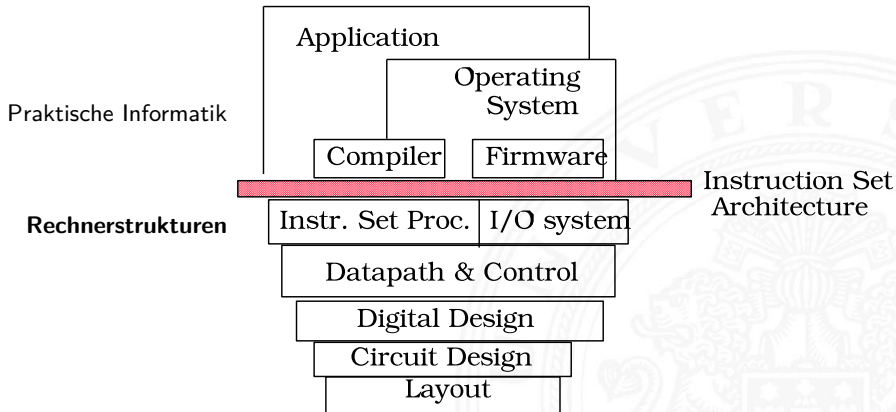 Application
Operating
System
Praktische Informatik
Compiler
Firmware
Instruction Set
Architecture
Rechnerstrukturen
Instr. Set Proc.
I/O system
Datapath & Control
Digital Design
Circuit Design
Layout
V E R